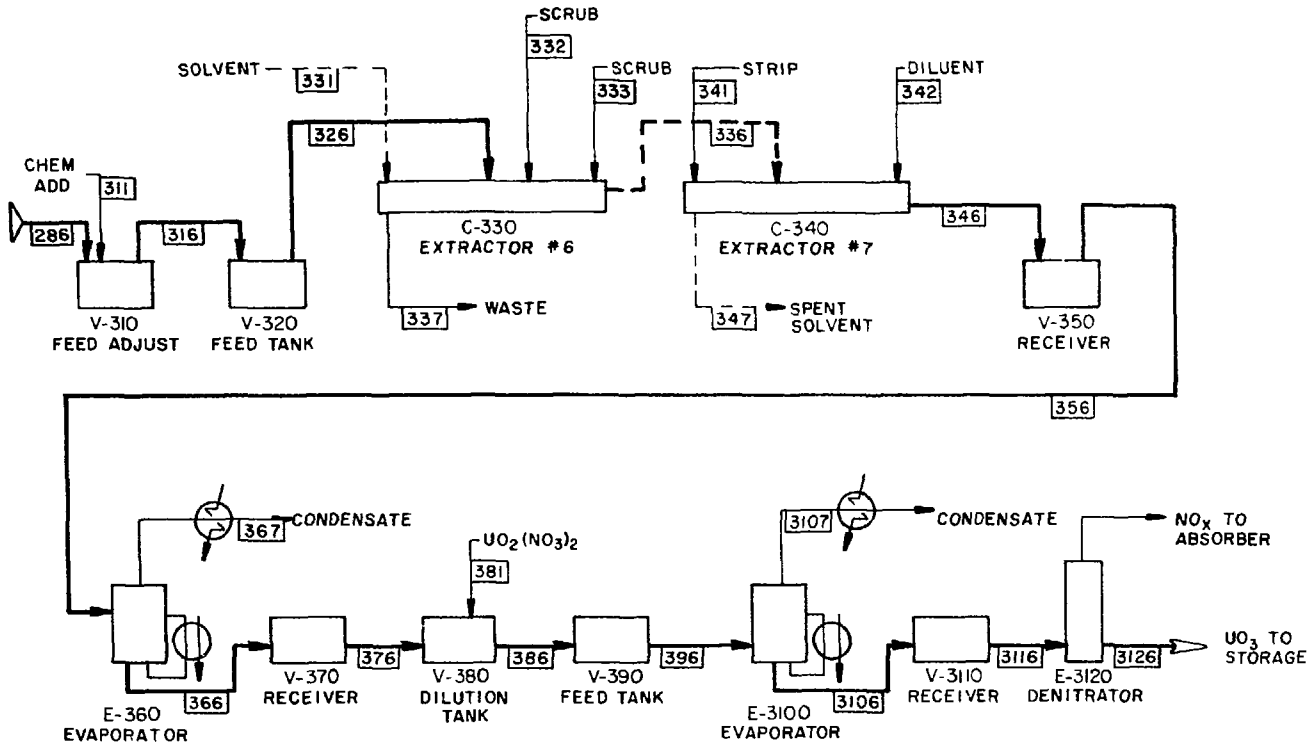 SCRUB
332
SOLVENT
331
SCRUB
333
STRIP
341
DILUENT
342
326
336
CHEM
ADD
311
286
316
346
C-330
EXTRACTOR #6
C-340
EXTRACTOR #7
V-310
FEED ADJUST
V-320
FEED TANK
337
WASTE
347
SPENT
SOLVENT
V-350
RECEIVER
356
367
CONDENSATE
UO₂(NO₃)₂
381
3107
CONDENSATE
NOₓ TO
ABSORBER
366
376
386
396
3106
3116
3126
UO₃ TO
STORAGE
E-360
EVAPORATOR
V-370
RECEIVER
V-380
DILUTION
TANK
V-390
FEED TANK
E-3100
EVAPORATOR
V-3110
RECEIVER
E-3120
DENITRATOR